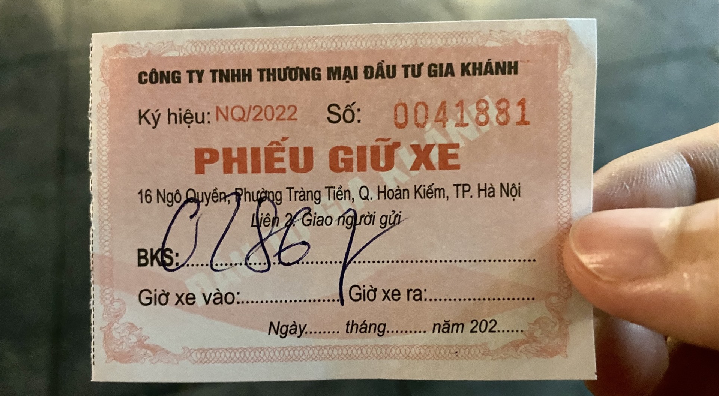 CÔNG TY TNHH THƯƠNG MẠI ĐẦU TƯ GIA KHÁNH
Ký hiệu: NQ/2022 Số: 0041881
PHIẾU GIỮ XE
16 Ngô Quyền, Phường Tràng Tiền, Q. Hoàn Kiếm, TP. Hà Nội
Liên 2: Giao người gửi
BKS:
Giờ xe vào:.................... Giờ xe ra:......................
Ngày........ tháng......... năm 202......